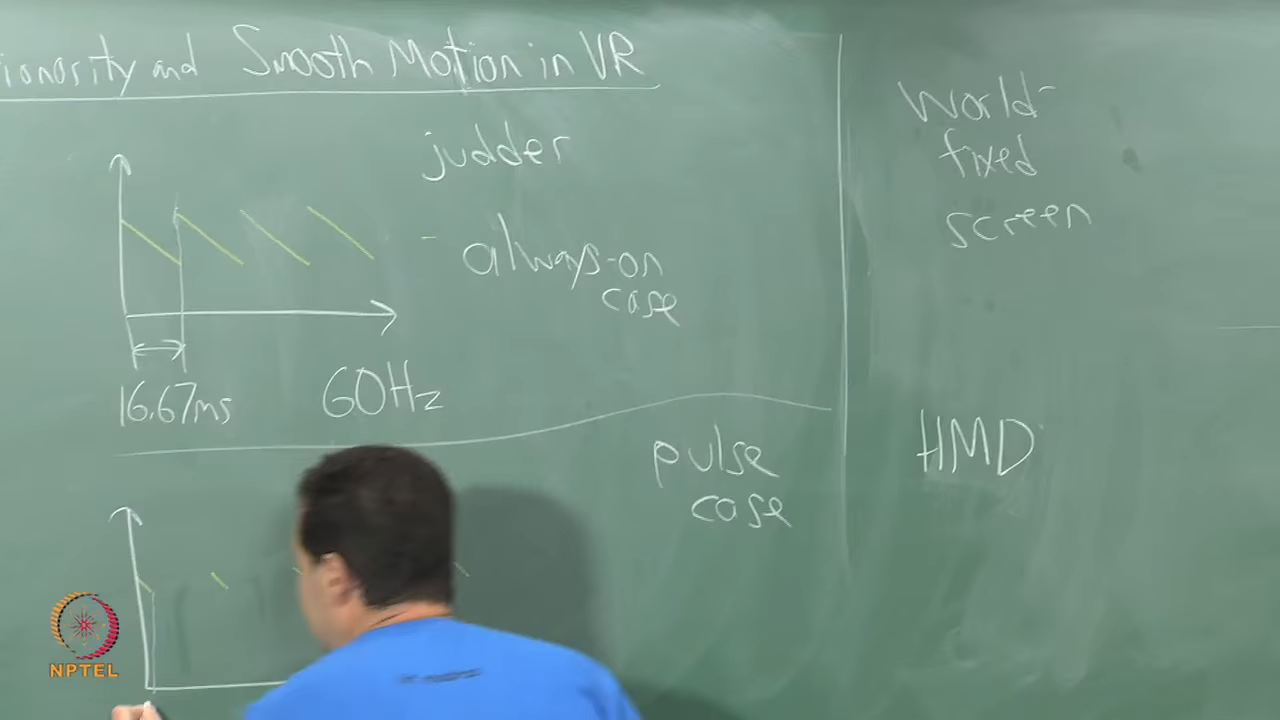 and Smooth Motion in VR
judder
- always-on
case
16.67ms
60Hz
pulse
case
World-
fixed
screen
HMD
NPTEL